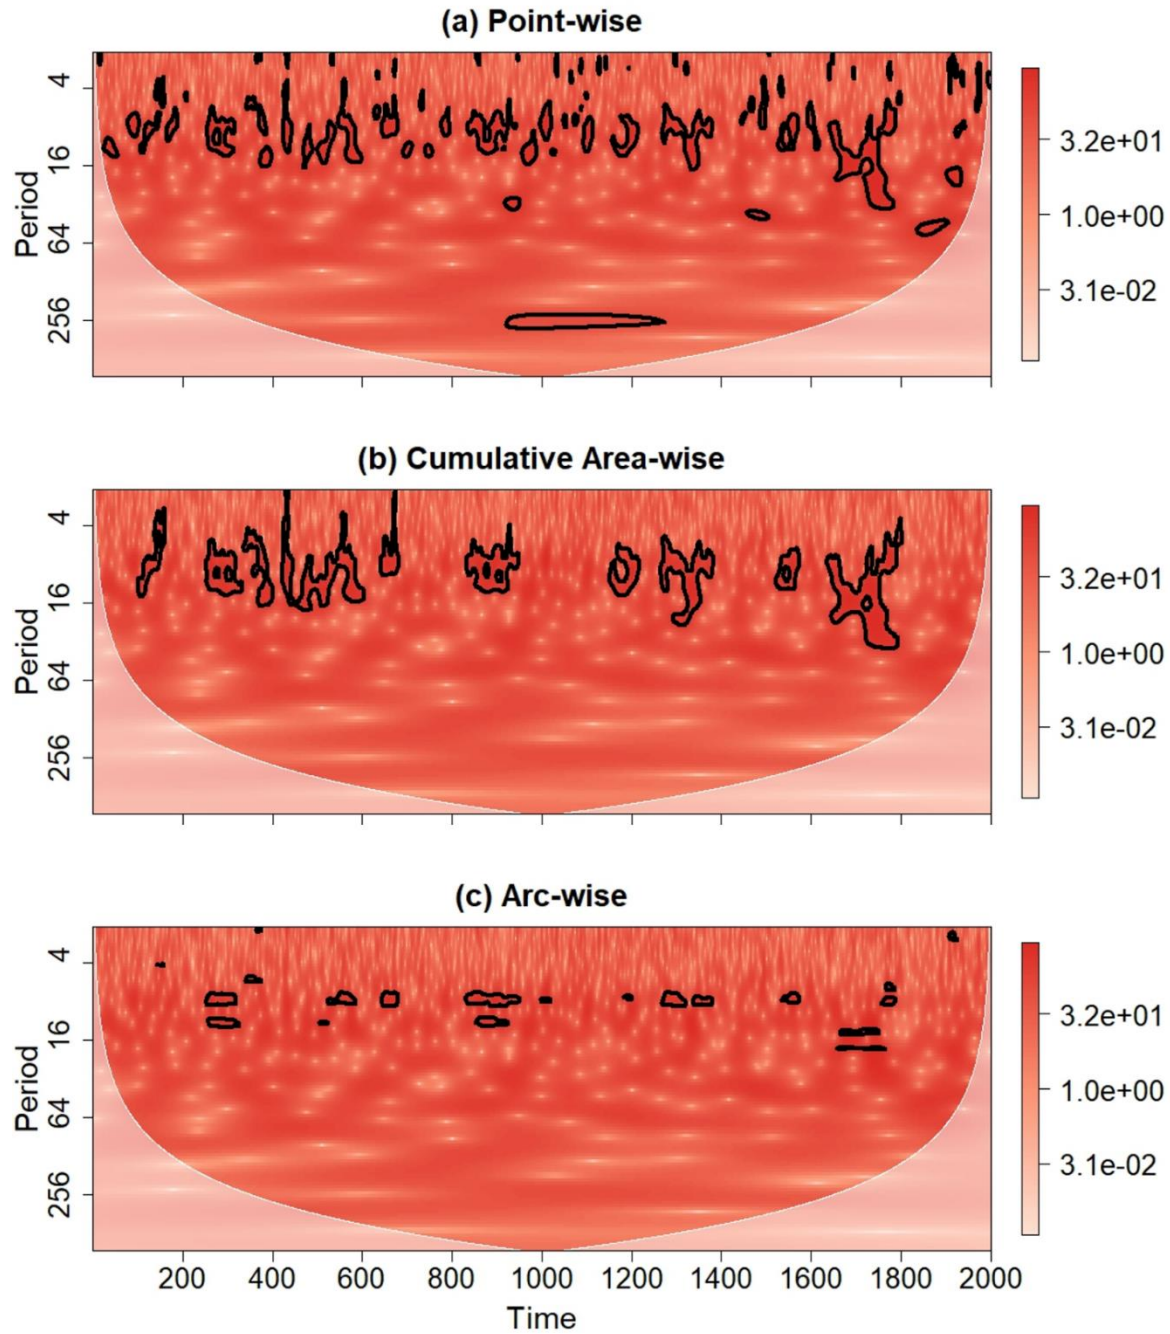 (a) Point-wise
4
16
64
256
Period
3.2e+01
1.0e+00
3.1e-02
(b) Cumulative Area-wise
4
16
64
256
Period
3.2e+01
1.0e+00
3.1e-02
(c) Arc-wise
4
16
64
256
Period
3.2e+01
1.0e+00
3.1e-02
200 400 600 800 1000 1200 1400 1600 1800 2000
Time